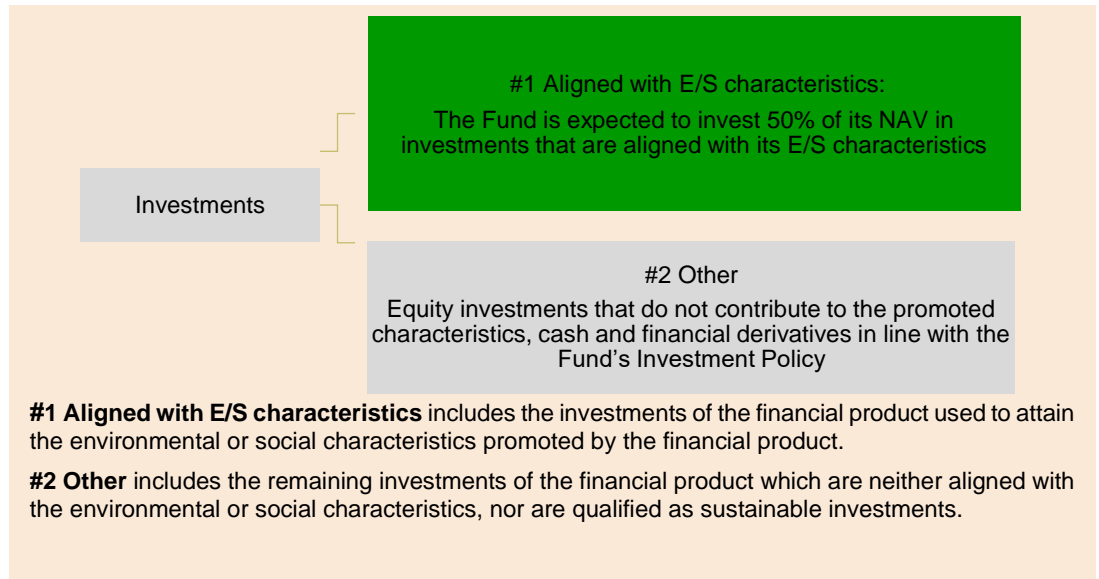 #1 Aligned with E/S characteristics:
The Fund is expected to invest 50% of its NAV in
investments that are aligned with its E/S characteristics
Investments
#2 Other
Equity investments that do not contribute to the promoted
characteristics, cash and financial derivatives in line with the
Fund's Investment Policy
#1 Aligned with E/S characteristics includes the investments of the financial product used to attain
the environmental or social characteristics promoted by the financial product.
#2 Other includes the remaining investments of the financial product which are neither aligned with
the environmental or social characteristics, nor are qualified as sustainable investments.